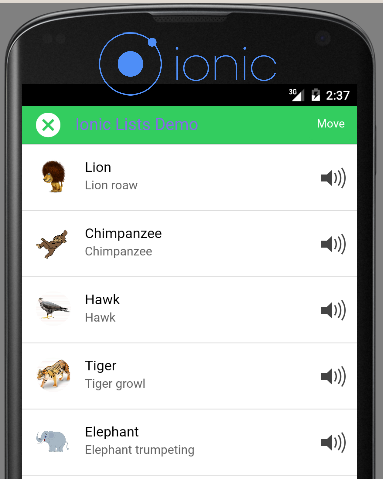 ionic
3G 2:37
Ionic Lists Demo Move
Lion
Lion roaw
Chimpanzee
Chimpanzee
Hawk
Hawk
Tiger
Tiger growl
Elephant
Elephant trumpeting